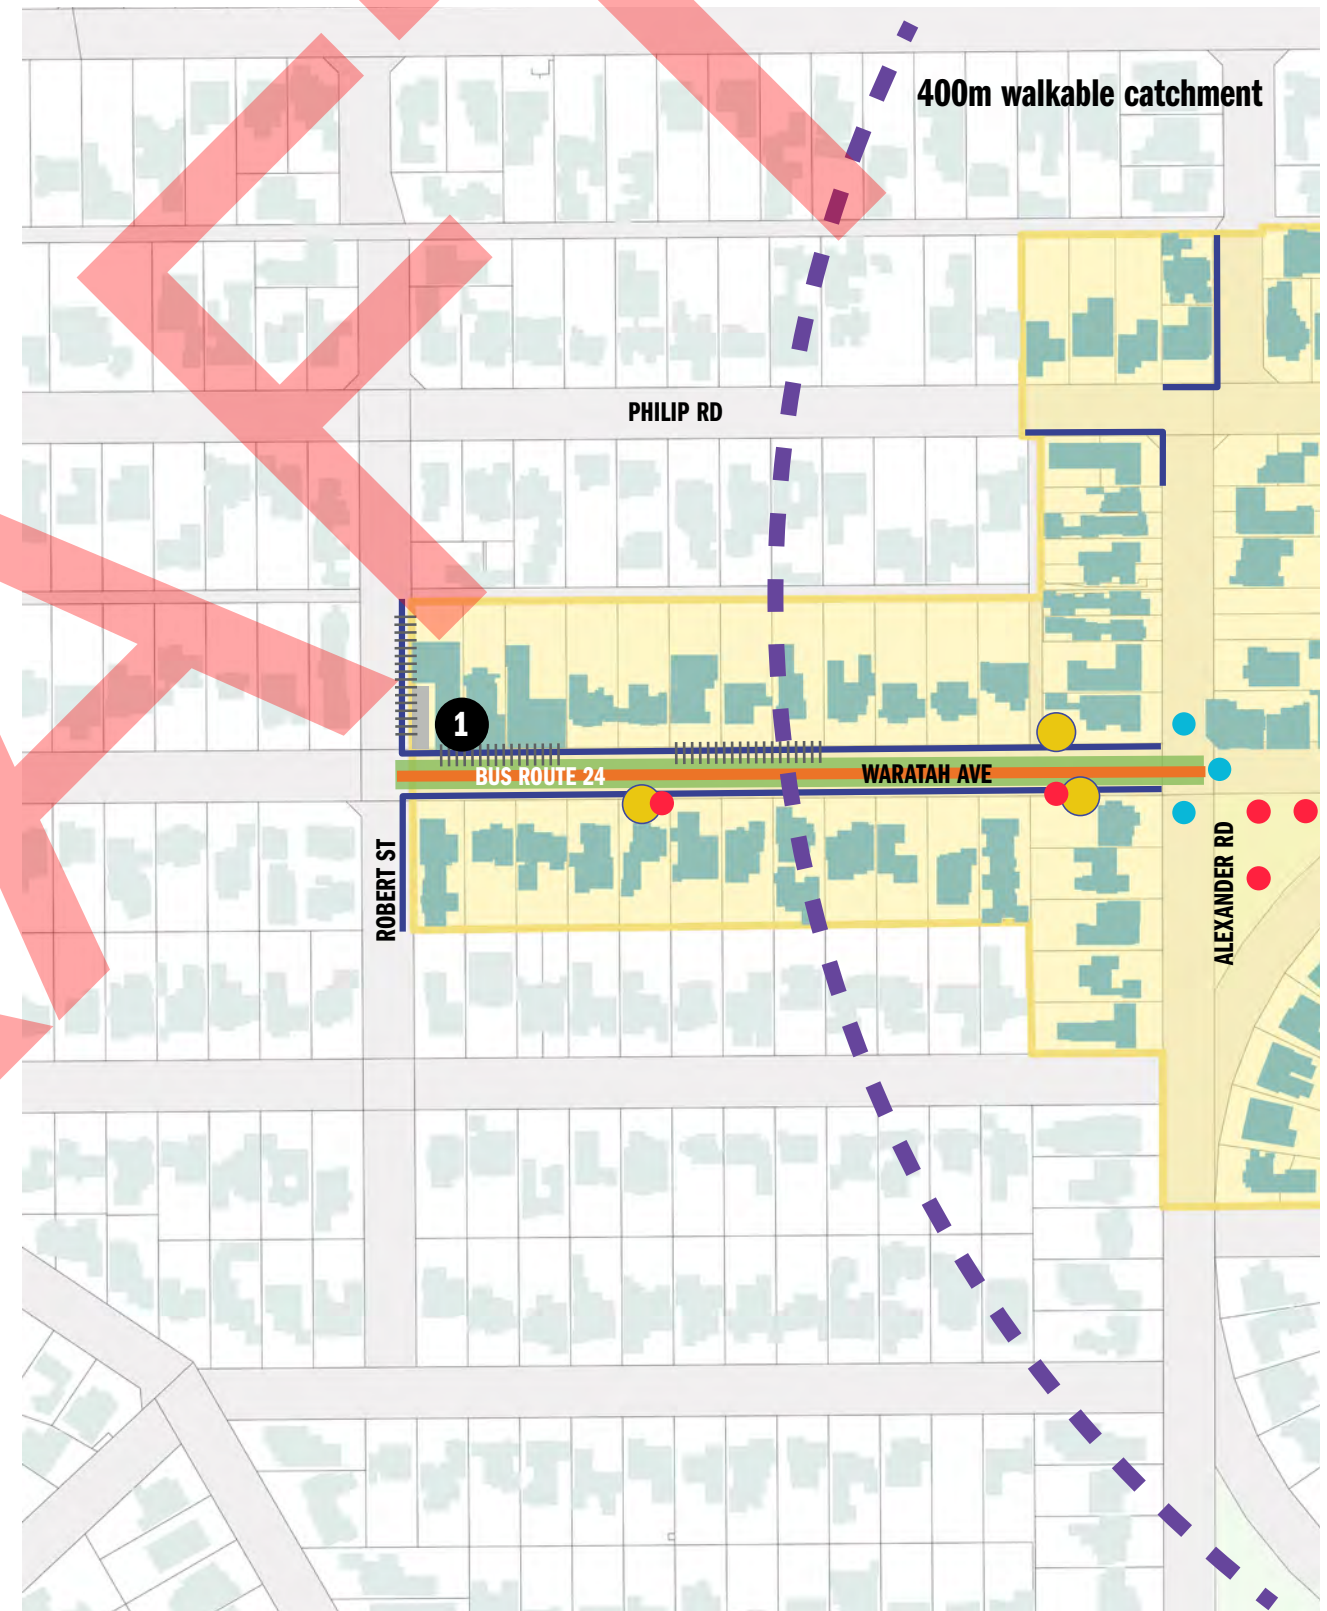 400m walkable catchment
PHILIP RD
1
BUS ROUTE 24
WARATAH AVE
ROBERT ST
ALEXANDER RD